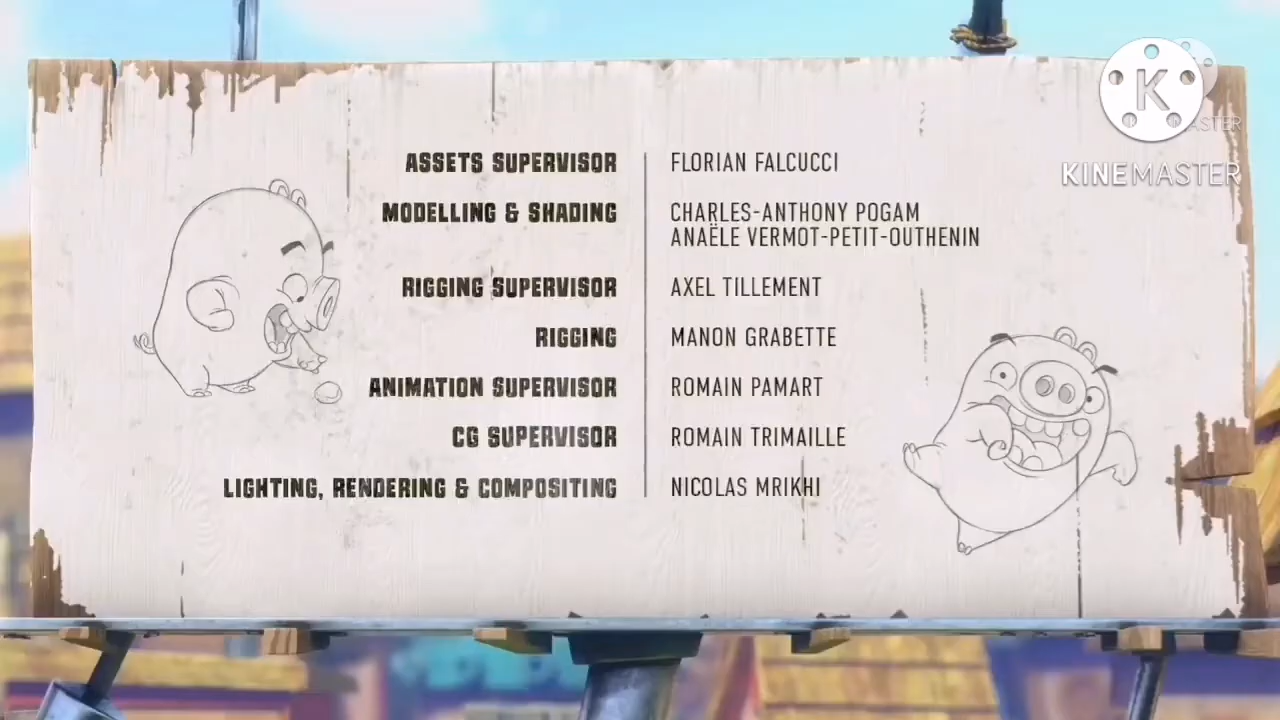 ASSETS SUPERVISOR FLORIAN FALCUCCI
MODELLING & SHADING CHARLES-ANTHONY POGAM
ANAËLE VERMOT-PETIT-OUTHENIN
RIGGING SUPERVISOR AXEL TILLEMENT
RIGGING MANON GRABETTE
ANIMATION SUPERVISOR ROMAIN PAMART
CG SUPERVISOR ROMAIN TRIMAILLE
LIGHTING, RENDERING & COMPOSITING NICOLAS MRIKHI
K
ASTER
KINEMASTER